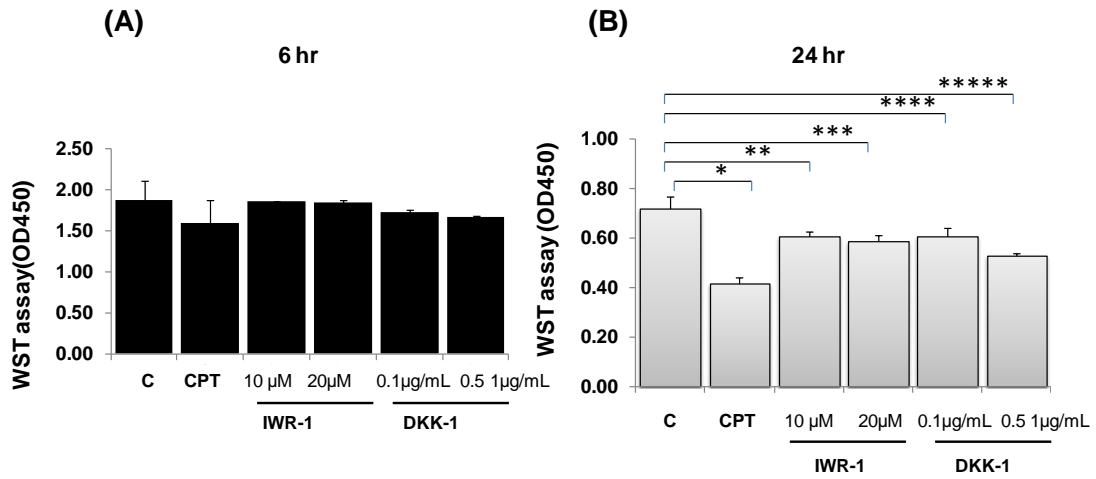 (A)
6 hr
WST assay(OD450)
2.50
2.00
1.50
1.00
0.50
0.00
C CPT 10 µM 20µM 0.1µg/mL 0.5 1µg/mL
IWR-1 DKK-1
(B)
24 hr
*****
****
***
**
*
WST assay (OD450)
1.00
0.80
0.60
0.40
0.20
0.00
C CPT 10 µM 20µM 0.1µg/mL 0.5 1µg/mL
IWR-1 DKK-1